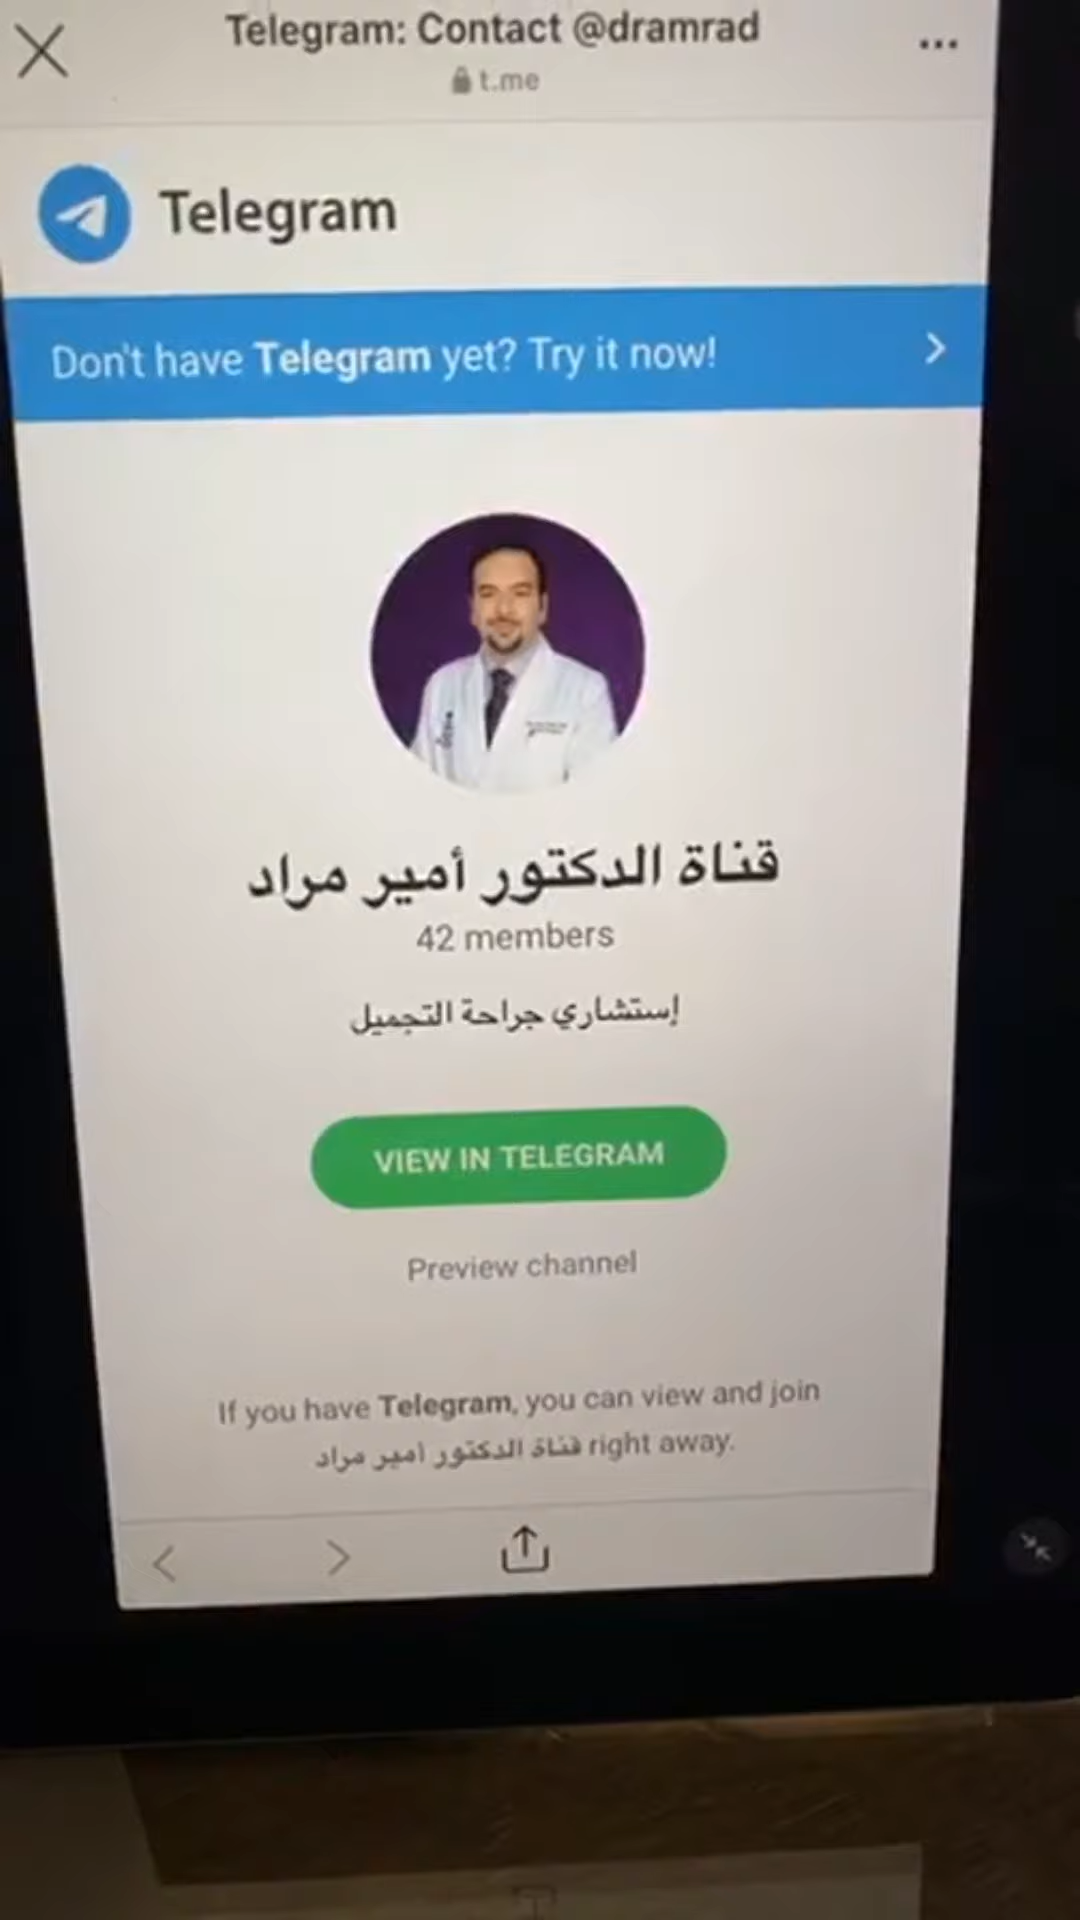 Telegram: Contact @dramrad
t.me
Telegram
Don't have Telegram yet? Try it now!
قناة الدكتور أمير مراد
42 members
إستشاري جراحة التجميل
VIEW IN TELEGRAM
Preview channel
If you have Telegram, you can view and join
قناة الدكتور أمير مراد right away.